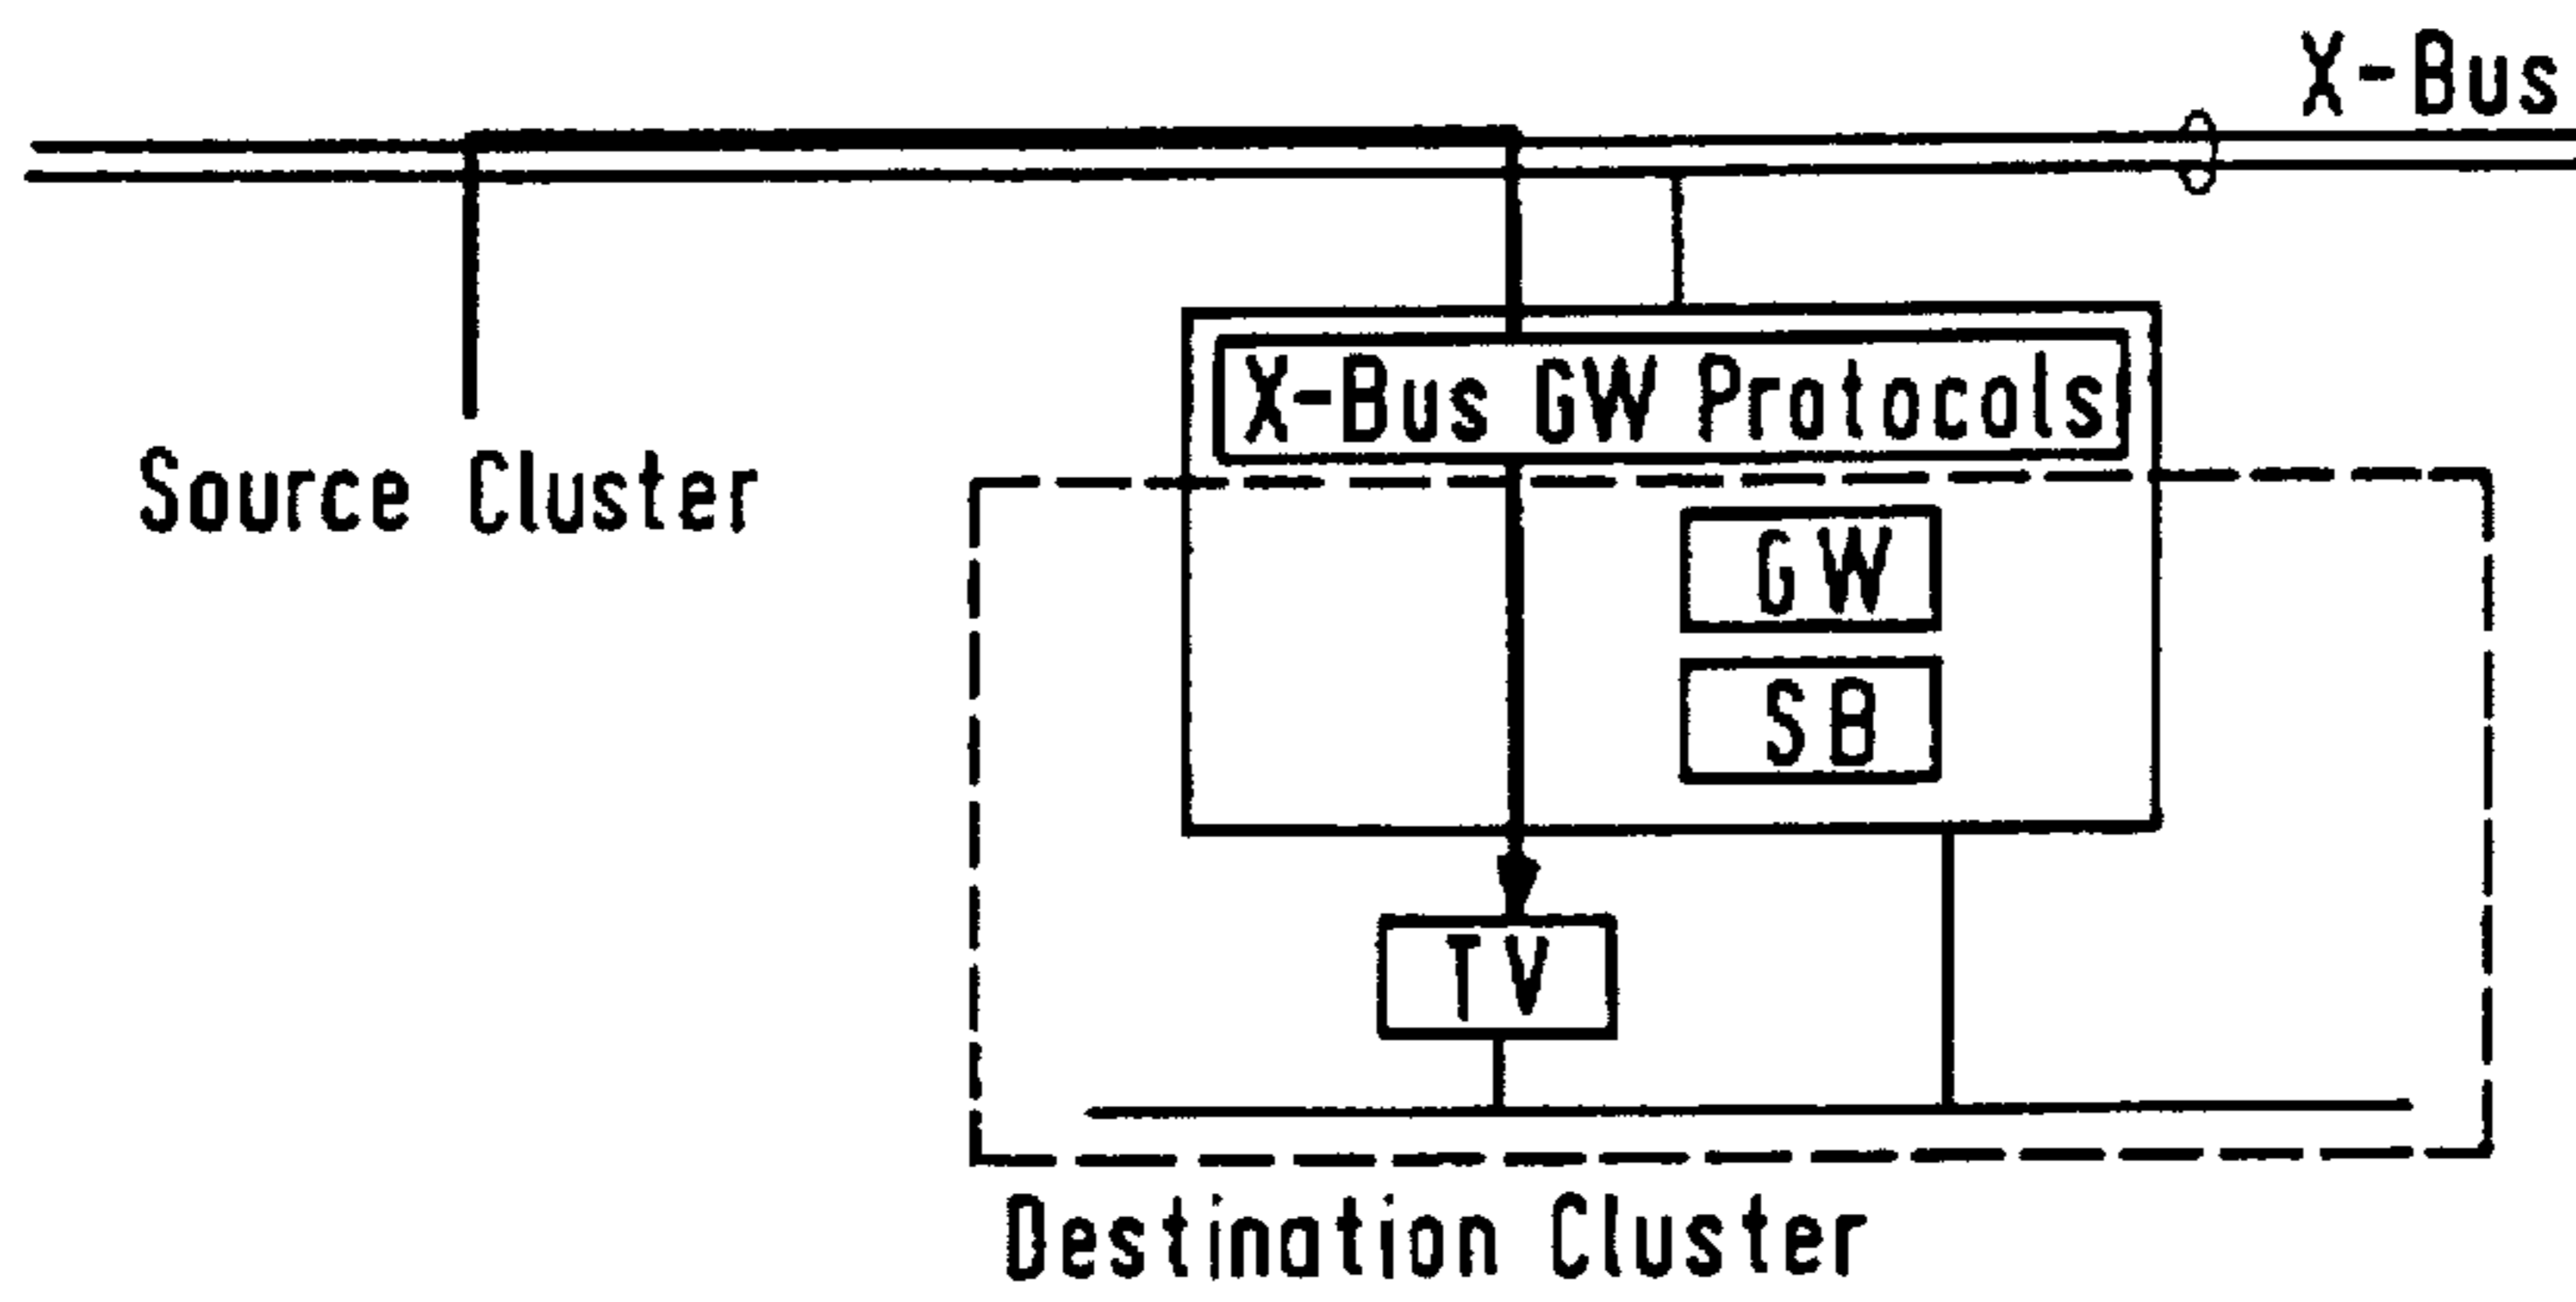 X-Bus
X-Bus GW Protocols
Source Cluster
GW
SB
TV
Destination Cluster